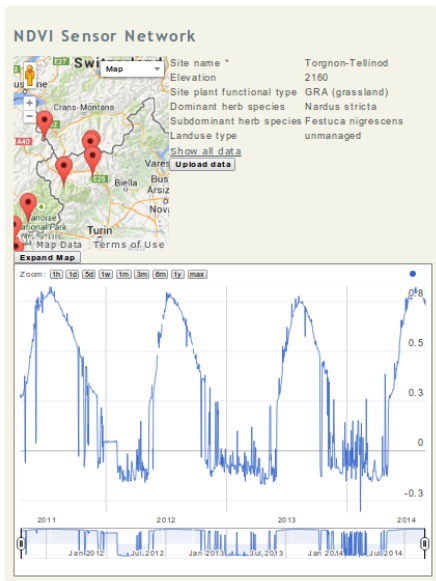 NDVI Sensor Network
Map
Crans-Montana
E27
A40
E25
Biella
Turin
Map Data Terms of Use
Expand Map
Site name * Torgnon-Tellinod
Elevation 2160
Site plant functional type GRA (grassland)
Dominant herb species Nardus stricta
Subdominant herb species Festuca nigrescens
Landuse type unmanaged
Show all data
Upload data
Zoom: 1h 1d 5d 1w 1m 3m 6m 1y max
0.8
0.5
0.3
0
-0.3
2011 2012 2013 2014
Jan 2012 Jul 2012 Jan 2013 Jul 2013 Jan 2014 Jul 2014